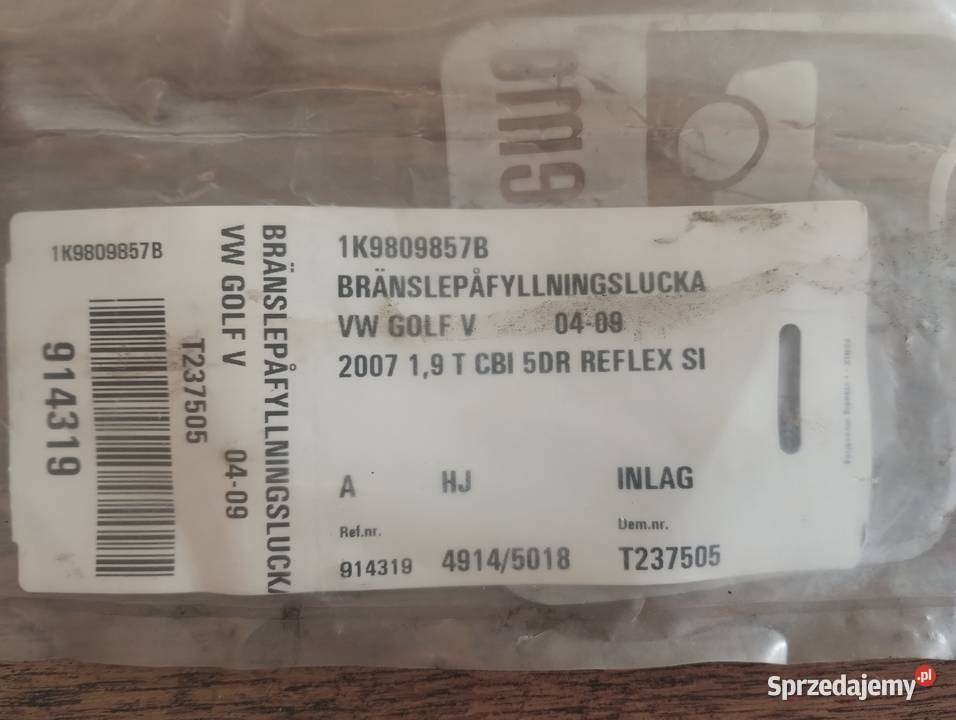 1K9809857B
914319
T237505
VW GOLF V 04-09
BRÄNSLEPÅFYLLNINGSLUCKA
1K9809857B
BRÄNSLEPÅFYLLNINGSLUCKA
VW GOLF V 04-09
2007 1,9 T CBI 5DR REFLEX SI
A HJ INLAG
Ref.nr. Dem.nr.
914319 4914/5018 T237505
Sprzedajemy.pl